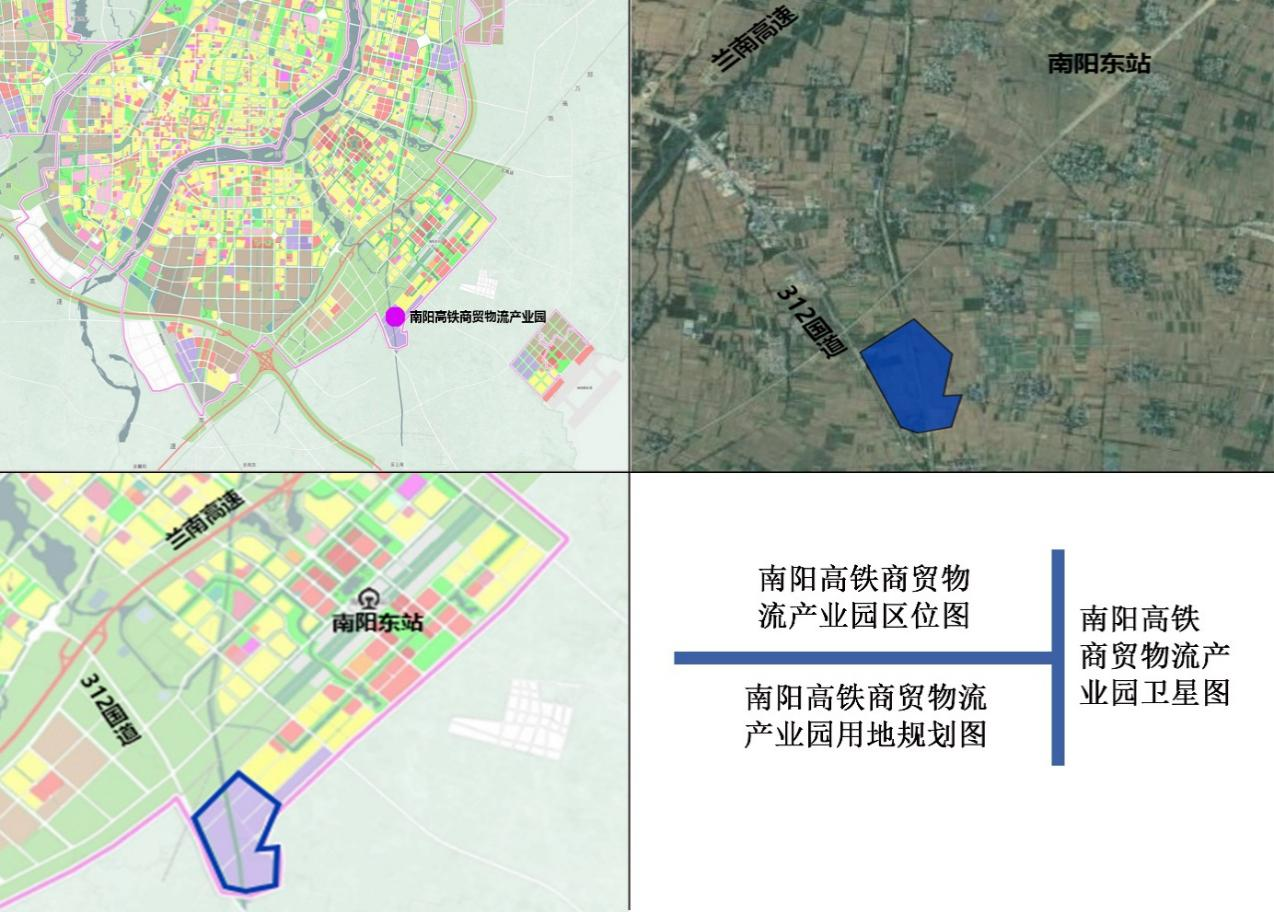 南阳高铁商贸物流产业园
兰南高速
南阳东站
312国道
兰南高速
南阳东站
312国道
南阳高铁商贸物
流产业园区位图
南阳高铁商贸物流
产业园用地规划图
南阳高铁
商贸物流产
业园卫星图